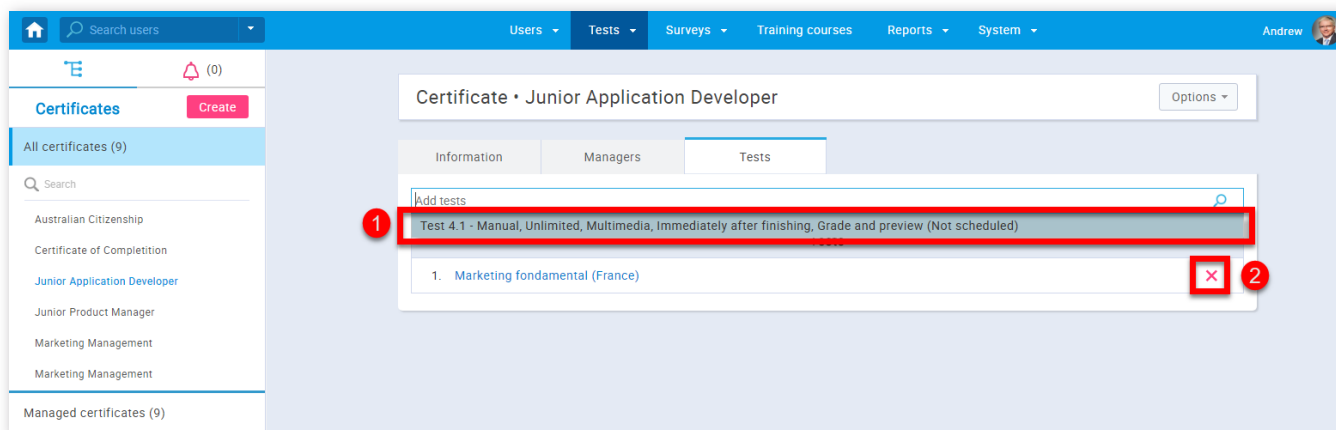 Search users
Users
Tests
Surveys
Training courses
Reports
System
Andrew
(0)
Certificates
Create
All certificates (9)
Search
Australian Citizenship
Certificate of Completition
Junior Application Developer
Junior Product Manager
Marketing Management
Marketing Management
Managed certificates (9)
Certificate • Junior Application Developer
Options
Information
Managers
Tests
Add tests
1
Test 4.1 - Manual, Unlimited, Multimedia, Immediately after finishing, Grade and preview (Not scheduled)
1. Marketing fondamental (France)
2